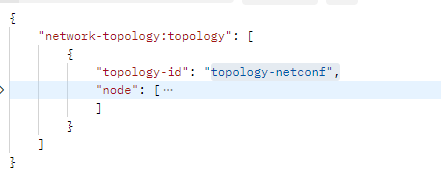 {
"network-topology:topology": [
{
"topology-id": "topology-netconf",
"node": [⋯
]
}
]
}